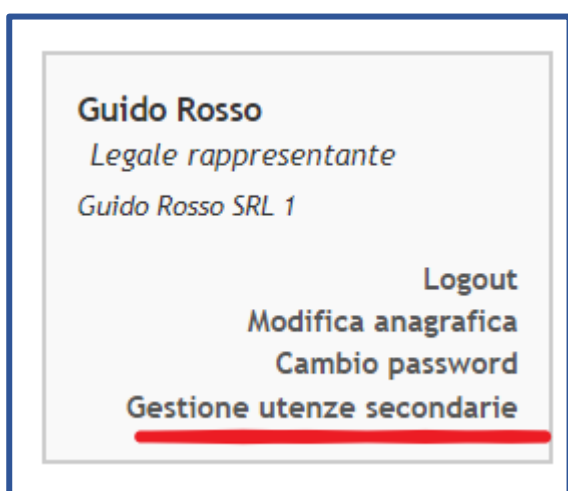 Guido Rosso
Legale rappresentante
Guido Rosso SRL 1
Logout
Modifica anagrafica
Cambio password
Gestione utenze secondarie